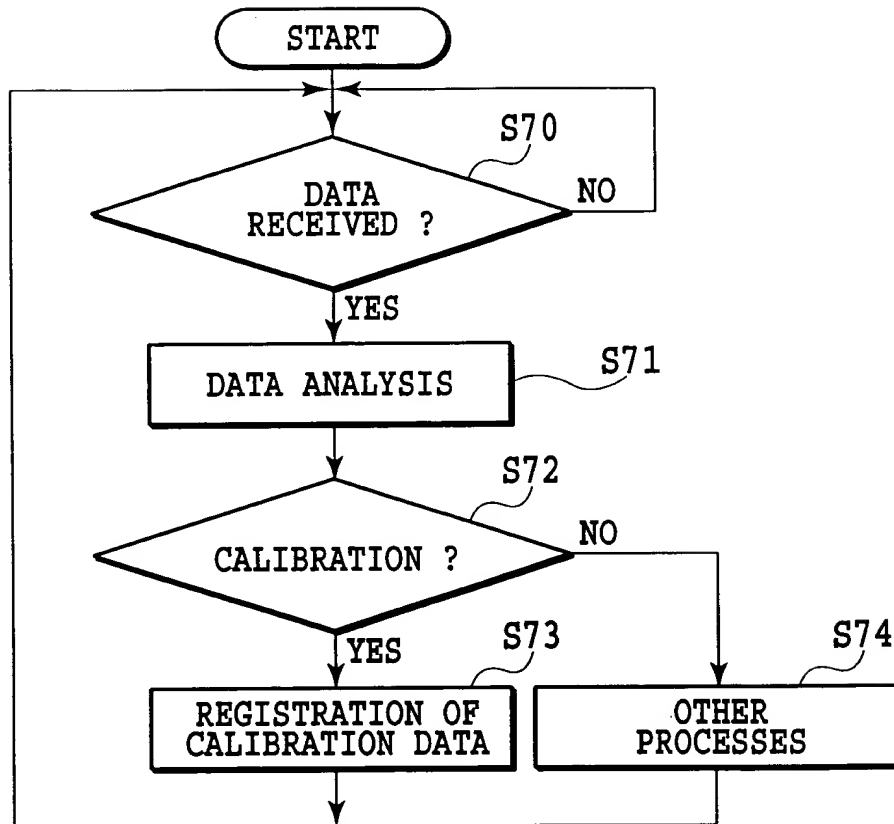 START
S70
DATA
RECEIVED ?
NO
YES
DATA ANALYSIS
S71
S72
CALIBRATION ?
NO
YES
S73
S74
REGISTRATION OF
CALIBRATION DATA
OTHER
PROCESSES